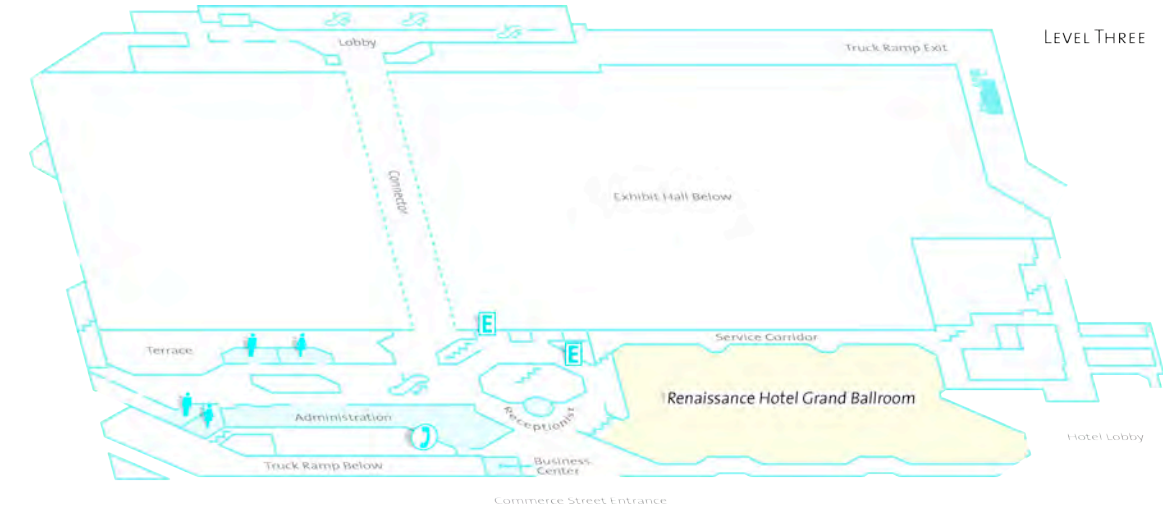 LEVEL THREE
Lobby
Truck Ramp Exit
Connector
Exhibit Hall Below
E
E
Service Corridor
Terrace
Renaissance Hotel Grand Ballroom
Administration
Receptionist
Hotel Lobby
Truck Ramp Below
Business
Center
Commerce Street Entrance